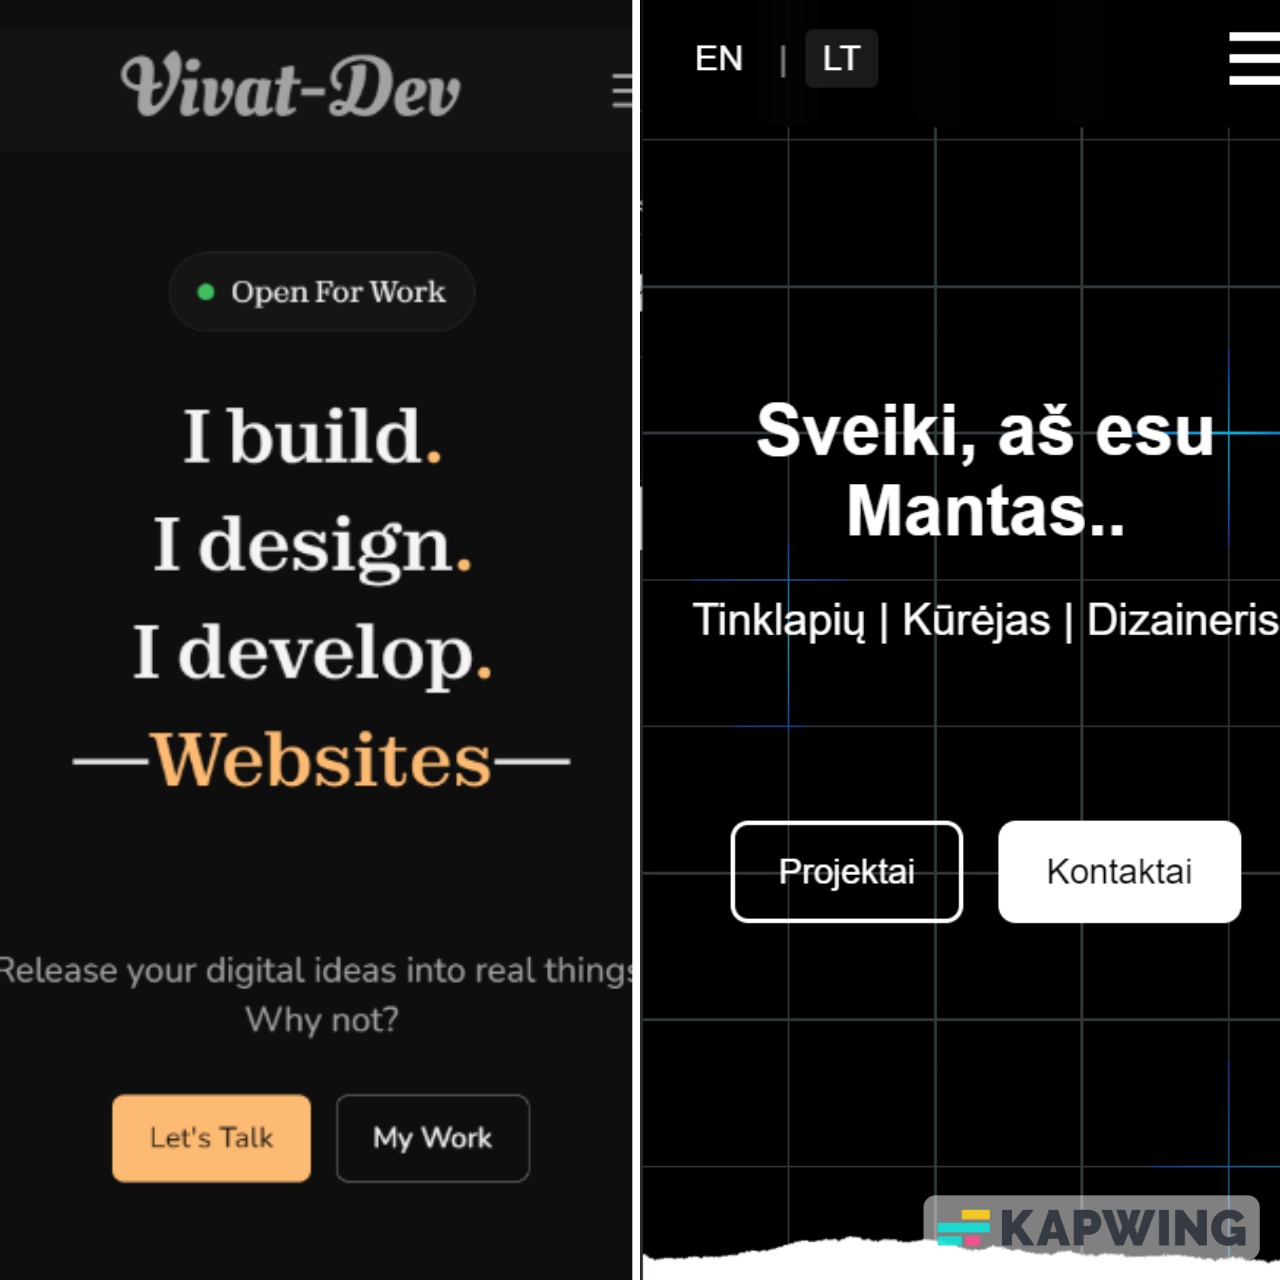 Vivat-Dev
Open For Work
I build.
I design.
I develop.
—Websites—
Release your digital ideas into real things
Why not?
Let's Talk
My Work
EN | LT
Sveiki, aš esu
Mantas..
Tinklapių | Kūrėjas | Dizaineris
Projektai
Kontaktai
KAPWING